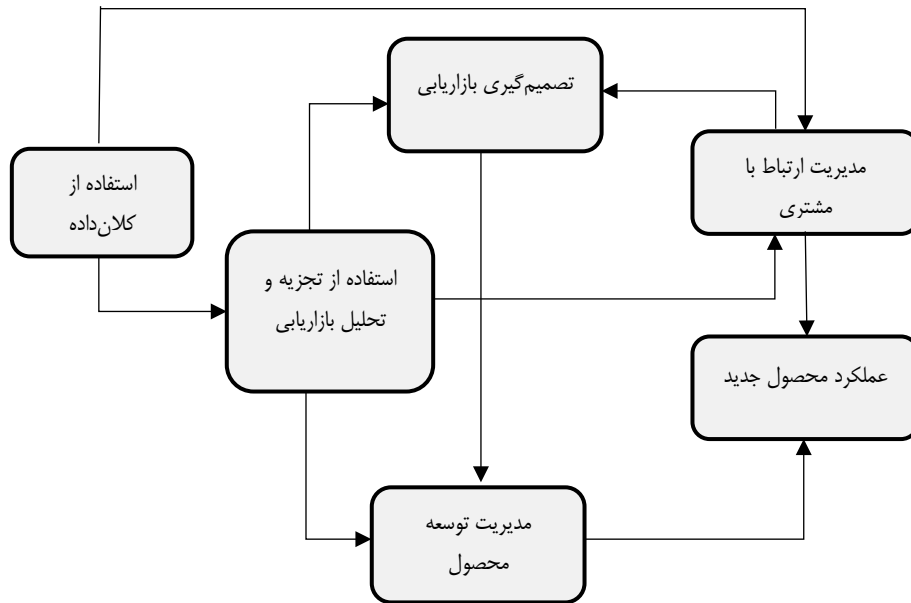 تصمیم‌گیری بازاریابی
مدیریت ارتباط با
مشتری
استفاده از
کلان‌داده
استفاده از تجزیه و
تحلیل بازاریابی
عملکرد محصول جدید
مدیریت توسعه
محصول